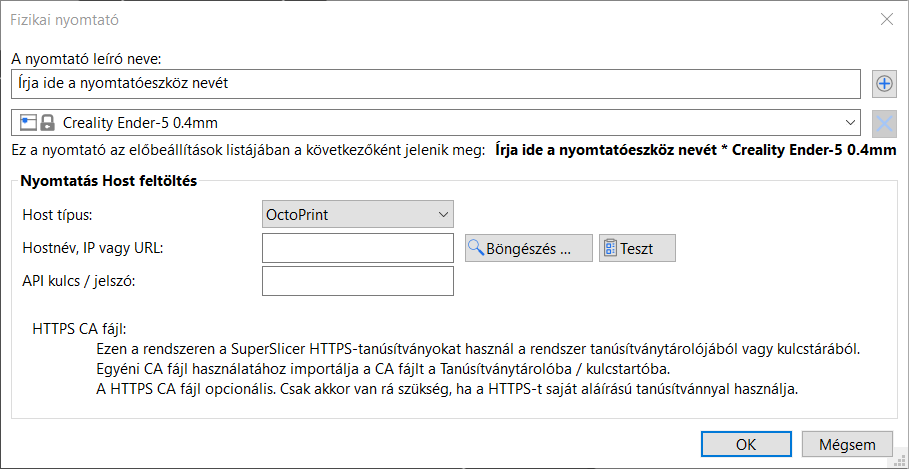 Fizikai nyomtató
A nyomtató leíró neve:
Írja ide a nyomtatóeszköz nevét
Creality Ender-5 0.4mm
Ez a nyomtató az előbeállítások listájában a következőként jelenik meg: Írja ide a nyomtatóeszköz nevét * Creality Ender-5 0.4mm
Nyomtatás Host feltöltés
Host típus: OctoPrint
Hostnév, IP vagy URL: Böngészés ... Teszt
API kulcs / jelszó:
HTTPS CA fájl:
Ezen a rendszeren a SuperSlicer HTTPS-tanúsítványokat használ a rendszer tanúsítványtárolójából vagy kulcstárából.
Egyéni CA fájl használatához importálja a CA fájlt a Tanúsítványtárolóba / kulcstartóba.
A HTTPS CA fájl opcionális. Csak akkor van rá szükség, ha a HTTPS-t saját aláírású tanúsítvánnyal használja.
OK Mégsem